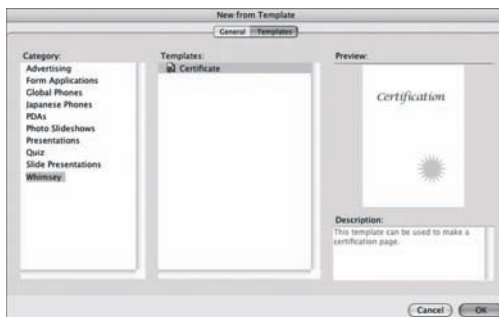 New from Template
General Templates
Category:
Advertising
Form Applications
Global Phones
Japanese Phones
PDAs
Photo Slideshows
Presentations
Quiz
Slide Presentations
Whimsey
Templates:
Certificate
Preview:
Certification
Description:
This template can be used to make a
certification page.
Cancel OK